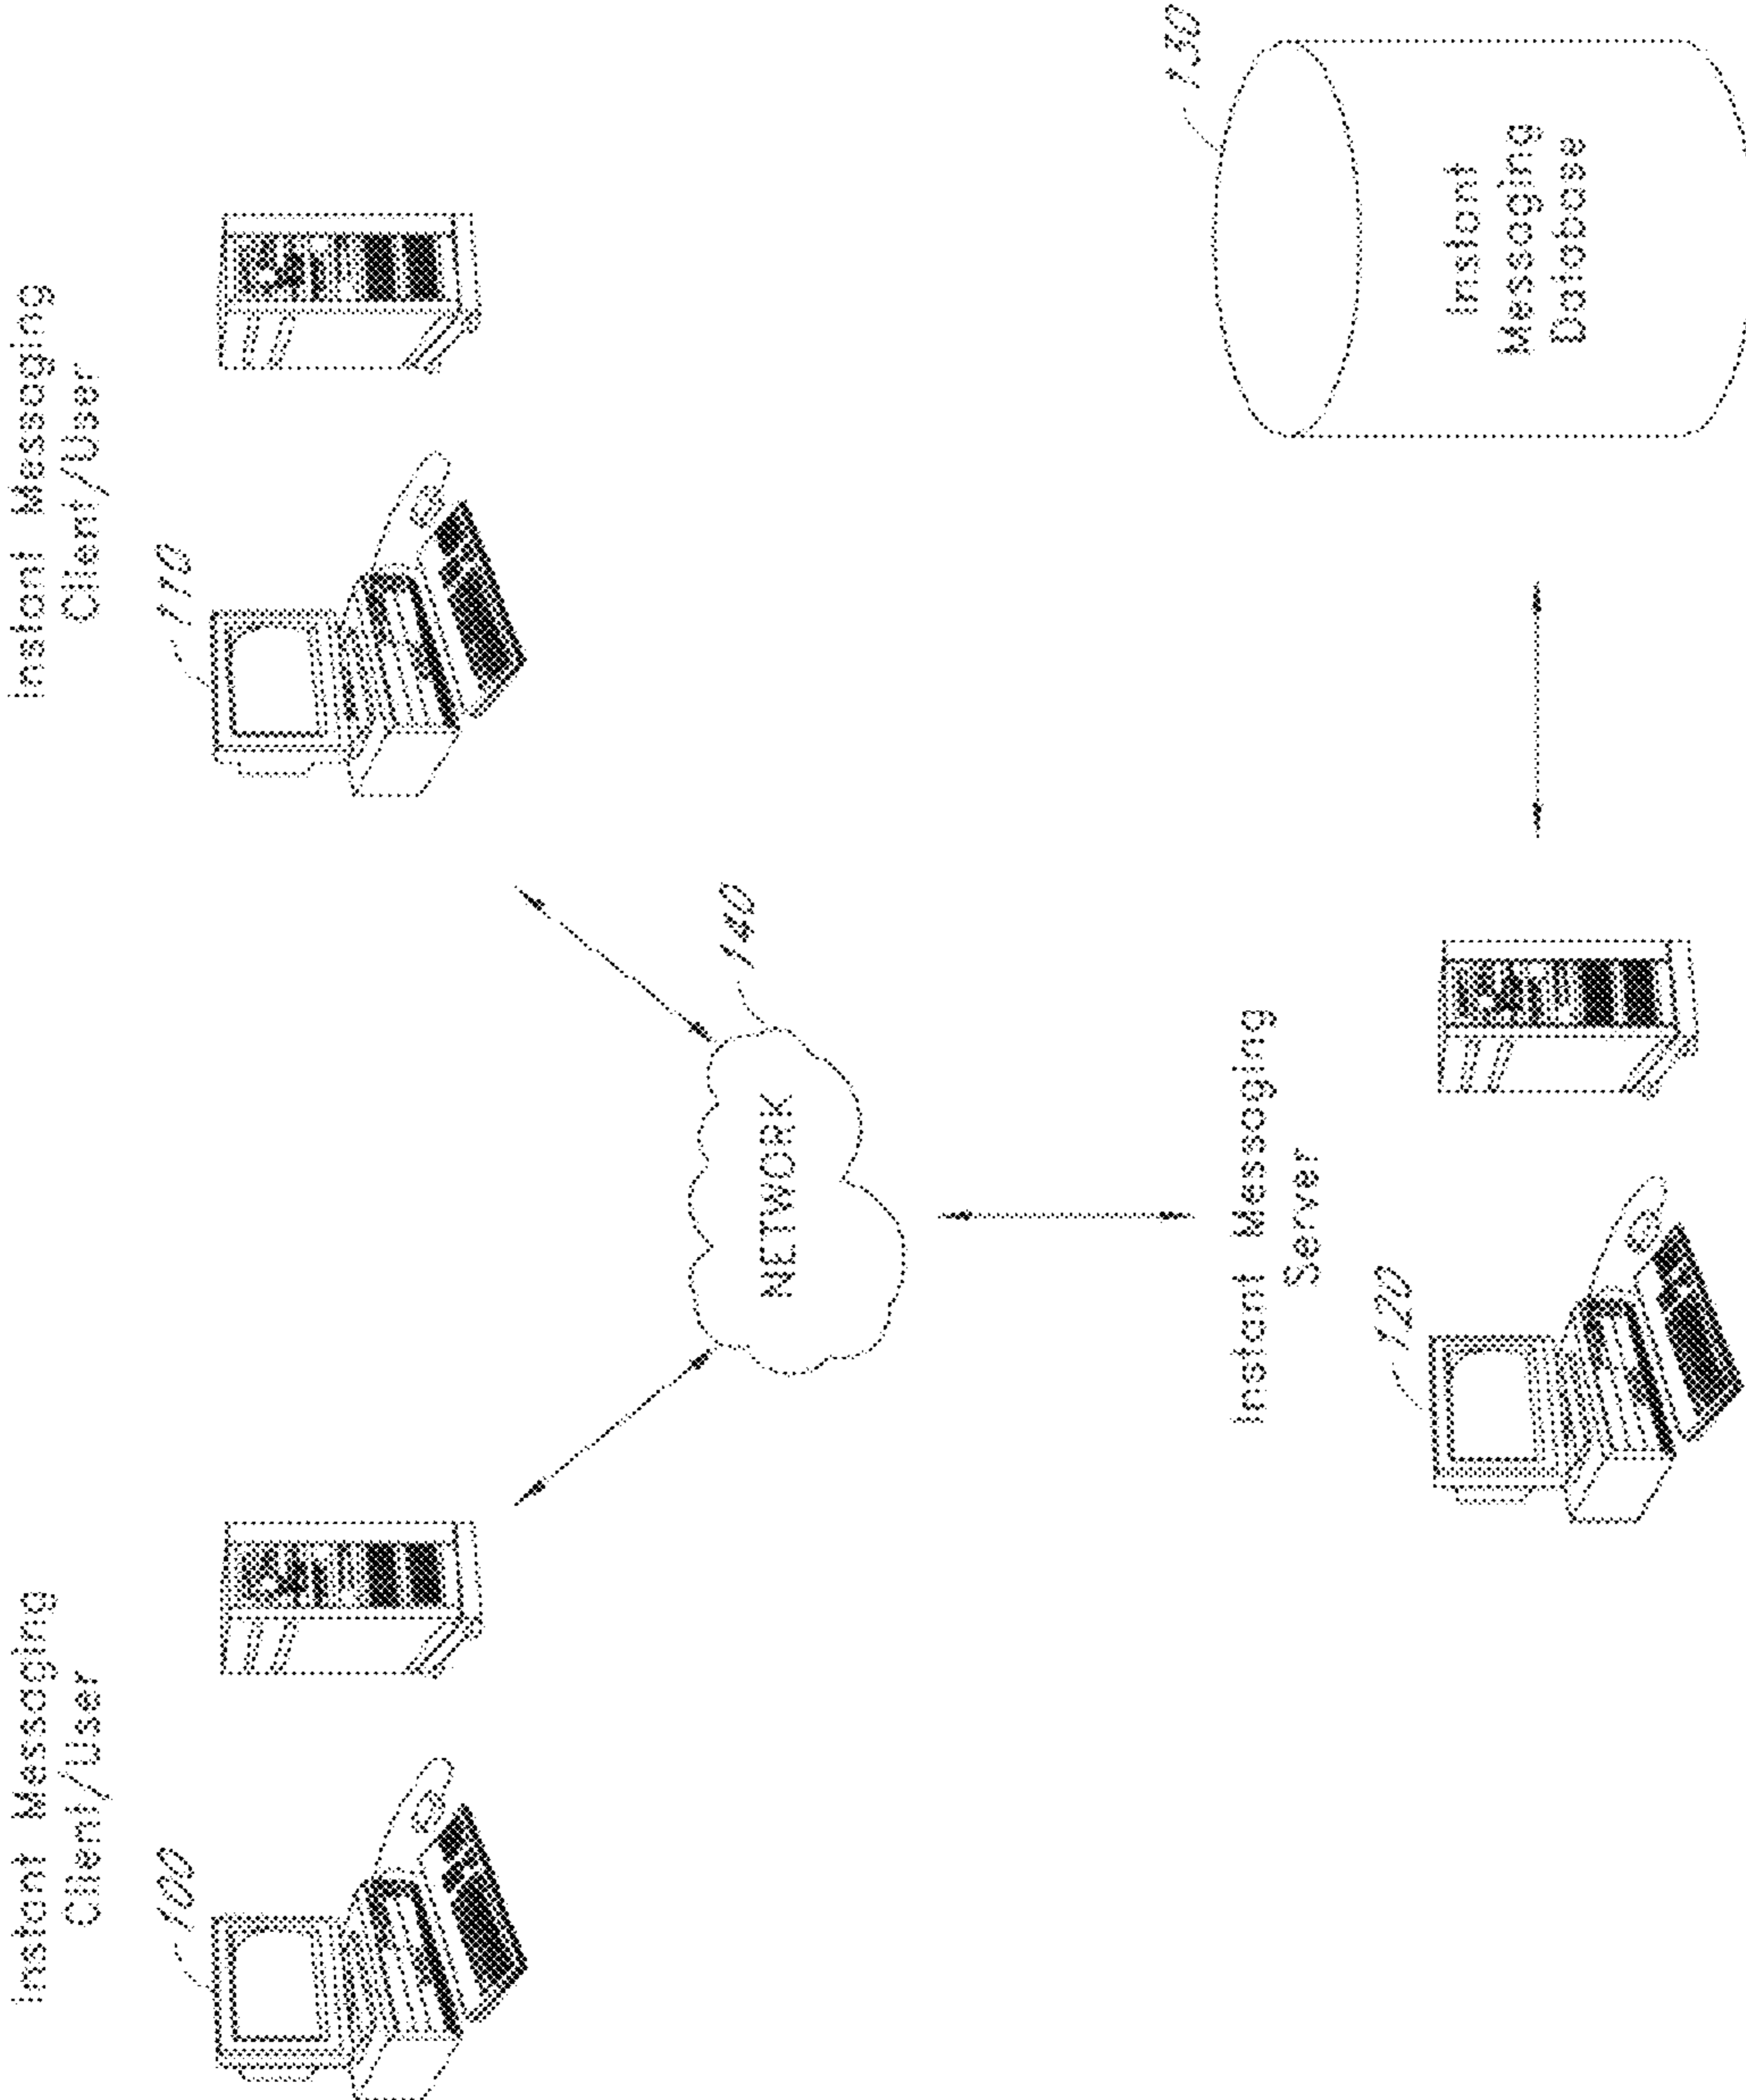 Instant Messaging
Client/User
100
Instant Messaging
Client/User
110
NETWORK
140
Instant Messaging
Server
120
130
Instant
Messaging
Database